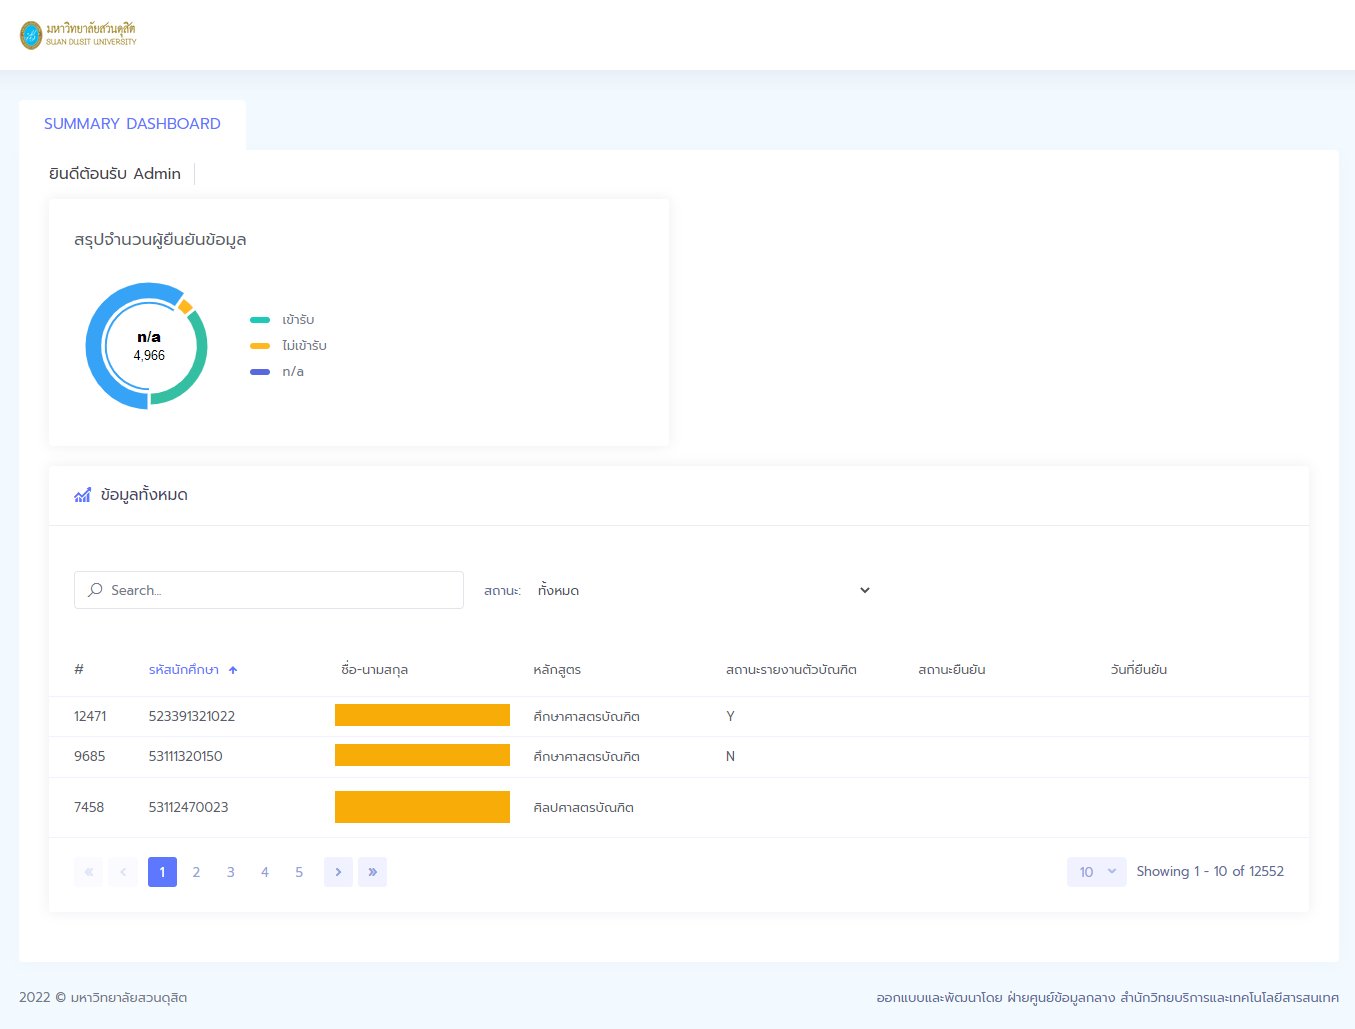 มหาวิทยาลัยสวนดุสิต
SUAN DUSIT UNIVERSITY
SUMMARY DASHBOARD
ยินดีต้อนรับ Admin
สรุปจำนวนผู้ยืนยันข้อมูล
n/a
4,966
เข้ารับ
ไม่เข้ารับ
n/a
ข้อมูลทั้งหมด
Search... สถานะ: ทั้งหมด
# รหัสนักศึกษา ชื่อ-นามสกุล หลักสูตร สถานะรายงานตัวบัณฑิต สถานะยืนยัน วันที่ยืนยัน
12471 523391321022 ศึกษาศาสตรบัณฑิต Y
9685 53111320150 ศึกษาศาสตรบัณฑิต N
7458 53112470023 ศิลปศาสตรบัณฑิต
« ‹ 1 2 3 4 5 › » 10 Showing 1 - 10 of 12552
2022 © มหาวิทยาลัยสวนดุสิต ออกแบบและพัฒนาโดย ฝ่ายศูนย์ข้อมูลกลาง สำนักวิทยบริการและเทคโนโลยีสารสนเทศ